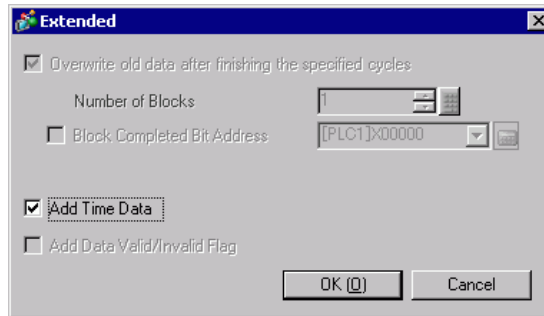 Extended
Overwrite old data after finishing the specified cycles
Number of Blocks 1
Block Completed Bit Address [PLC1]X00000
Add Time Data
Add Data Valid/Invalid Flag
OK (O) Cancel